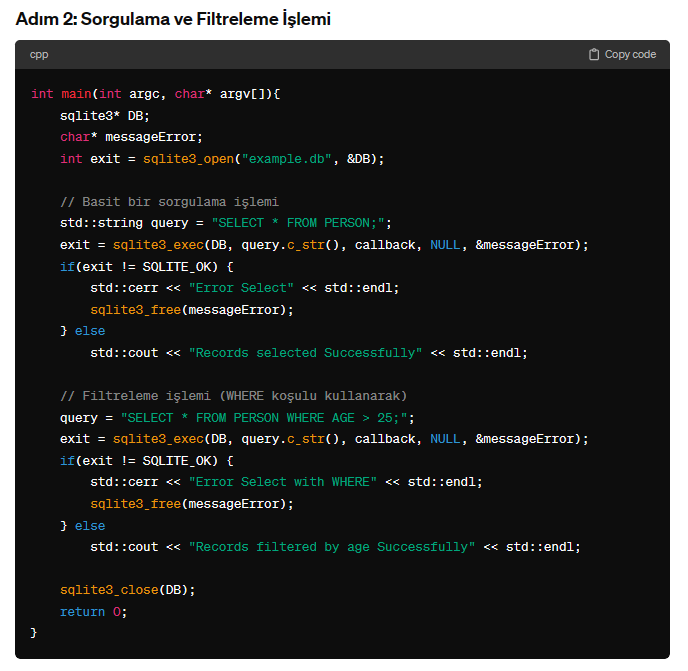 Adım 2: Sorgulama ve Filtreleme İşlemi
cpp
Copy code
int main(int argc, char* argv[]){
    sqlite3* DB;
    char* messageError;
    int exit = sqlite3_open("example.db", &DB);

    // Basit bir sorgulama işlemi
    std::string query = "SELECT * FROM PERSON;";
    exit = sqlite3_exec(DB, query.c_str(), callback, NULL, &messageError);
    if(exit != SQLITE_OK) {
        std::cerr << "Error Select" << std::endl;
        sqlite3_free(messageError);
    } else
        std::cout << "Records selected Successfully" << std::endl;

    // Filtreleme işlemi (WHERE koşulu kullanarak)
    query = "SELECT * FROM PERSON WHERE AGE > 25;";
    exit = sqlite3_exec(DB, query.c_str(), callback, NULL, &messageError);
    if(exit != SQLITE_OK) {
        std::cerr << "Error Select with WHERE" << std::endl;
        sqlite3_free(messageError);
    } else
        std::cout << "Records filtered by age Successfully" << std::endl;

    sqlite3_close(DB);
    return 0;
}